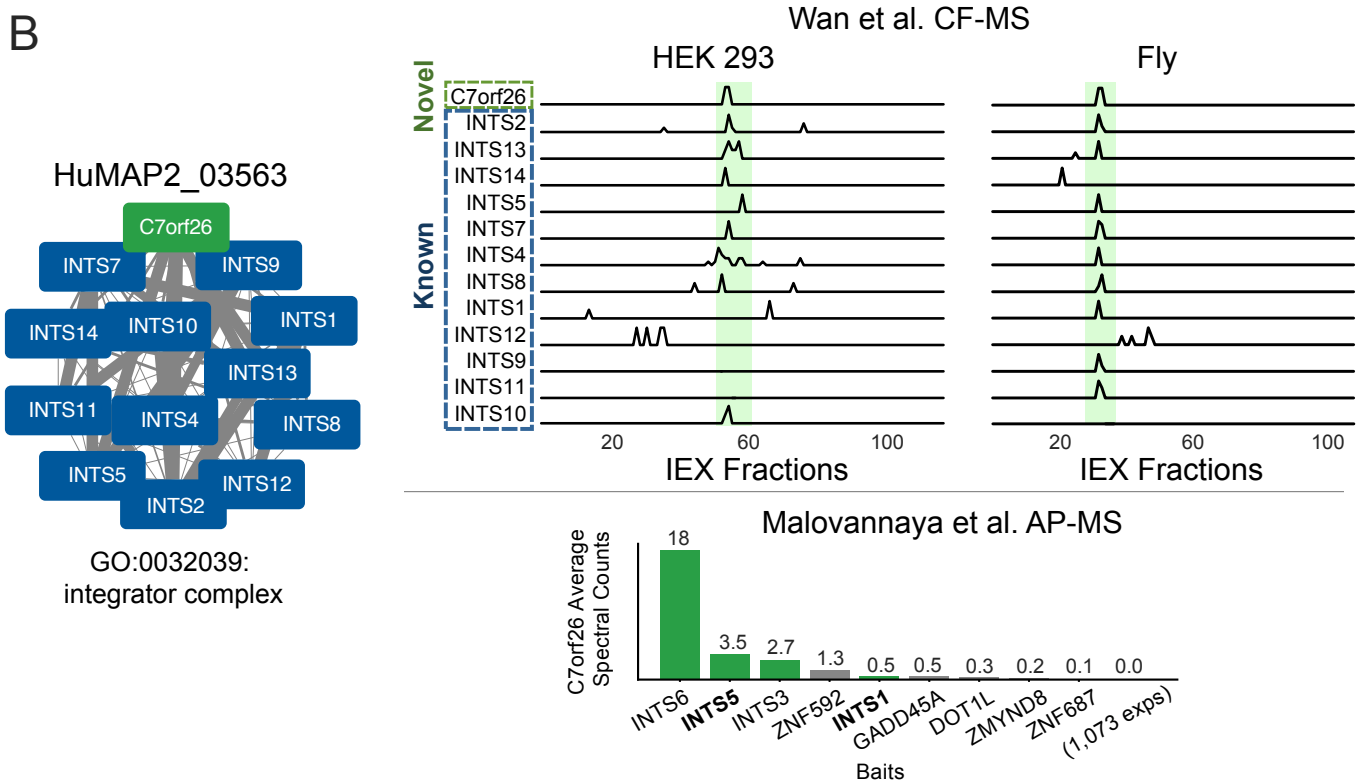 B
HuMAP2_03563
C7orf26
INTS7
INTS9
INTS14
INTS10
INTS1
INTS13
INTS11
INTS4
INTS8
INTS5
INTS12
INTS2
GO:0032039:
integrator complex
Wan et al. CF-MS
HEK 293
Fly
Novel
Known
C7orf26
INTS2
INTS13
INTS14
INTS5
INTS7
INTS4
INTS8
INTS1
INTS12
INTS9
INTS11
INTS10
20 60 100
IEX Fractions
20 60 100
IEX Fractions
Malovannaya et al. AP-MS
C7orf26 Average
Spectral Counts
18 3.5 2.7 1.3 0.5 0.5 0.3 0.2 0.1 0.0
INTS6
INTS5
INTS3
ZNF592
INTS1
GADD45A
DOT1L
ZMYND8
ZNF687
(1,073 exps)
Baits